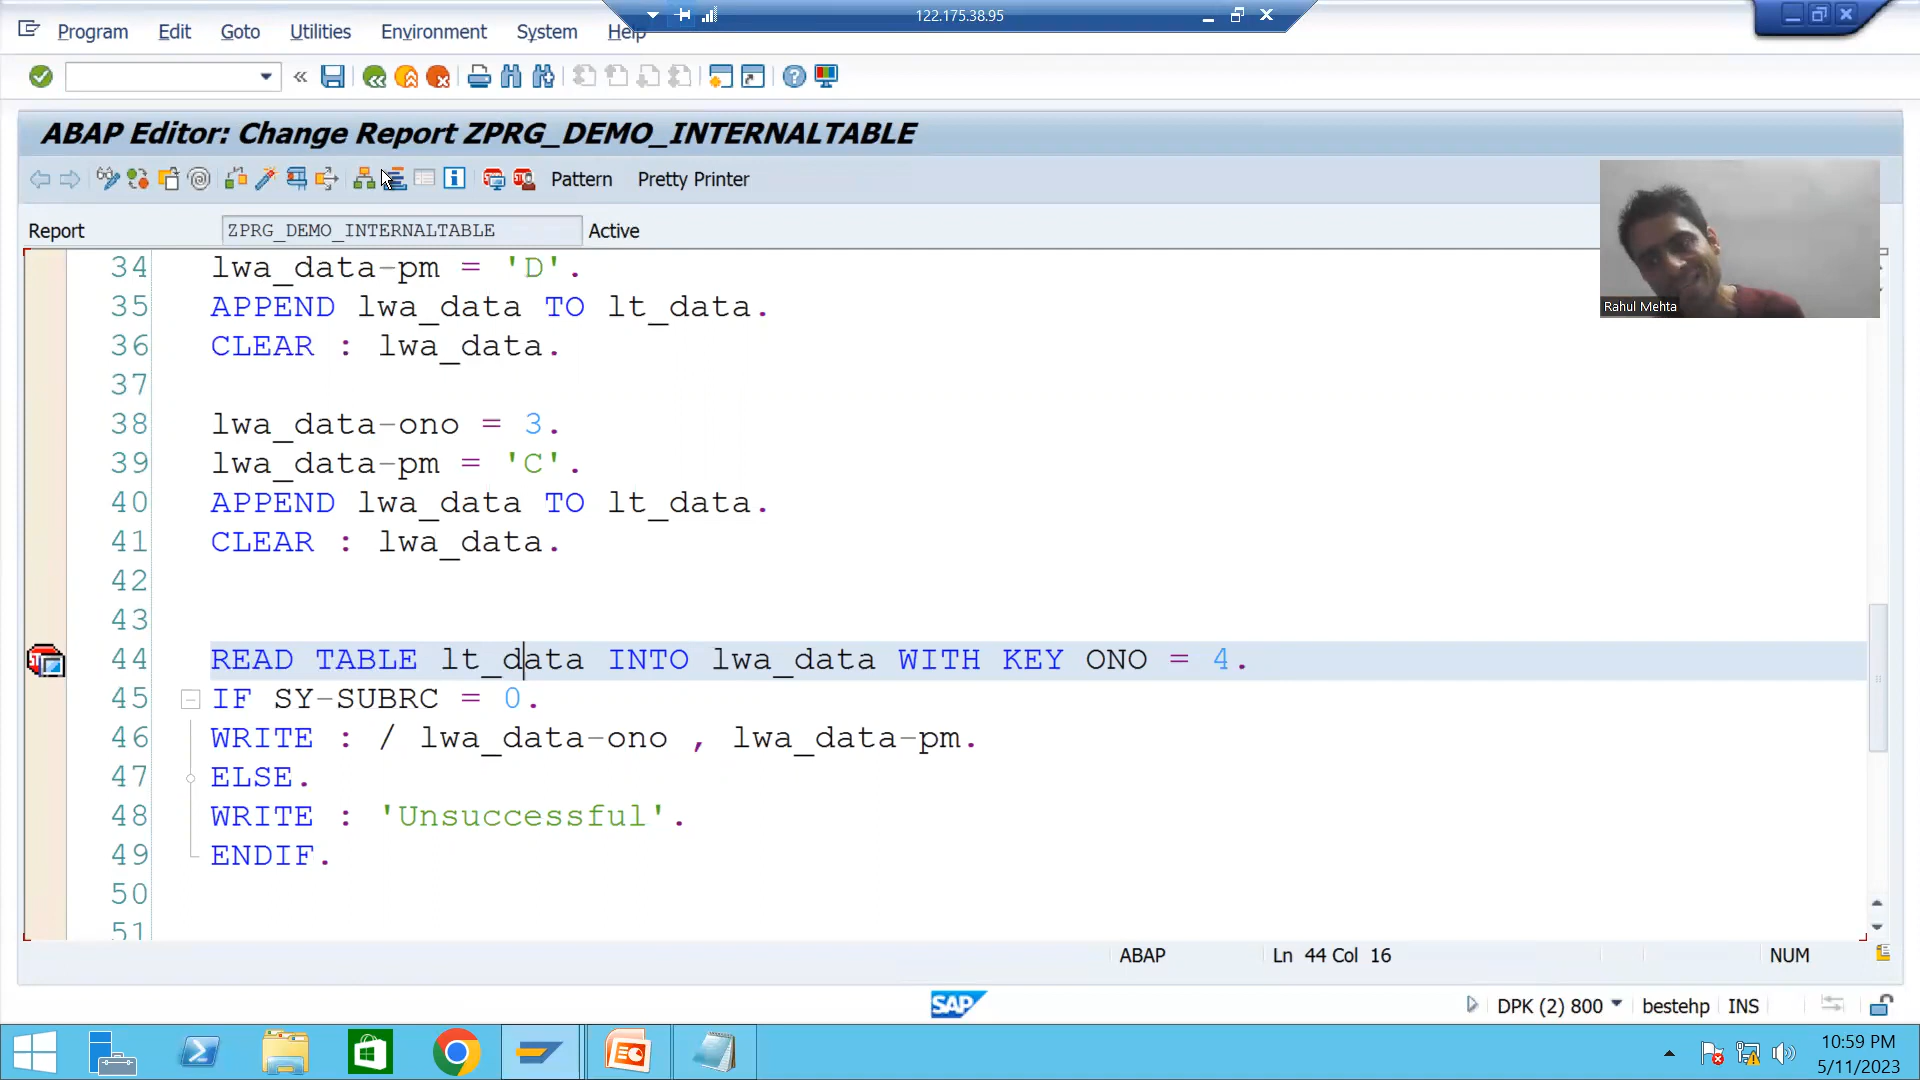 122.175.38.95
Program Edit Goto Utilities Environment System Help
ABAP Editor: Change Report ZPRG_DEMO_INTERNALTABLE
Pattern Pretty Printer
Report ZPRG_DEMO_INTERNALTABLE Active
Rahul Mehta
34 lwa_data-pm = 'D'.
35 APPEND lwa_data TO lt_data.
36 CLEAR : lwa_data.
37
38 lwa_data-ono = 3.
39 lwa_data-pm = 'C'.
40 APPEND lwa_data TO lt_data.
41 CLEAR : lwa_data.
42
43
44 READ TABLE lt_data INTO lwa_data WITH KEY ONO = 4.
45 IF SY-SUBRC = 0.
46 WRITE : / lwa_data-ono , lwa_data-pm.
47 ELSE.
48 WRITE : 'Unsuccessful'.
49 ENDIF.
50
51
ABAP Ln 44 Col 16 NUM
SAP DPK (2) 800 bestehp INS
10:59 PM
5/11/2023